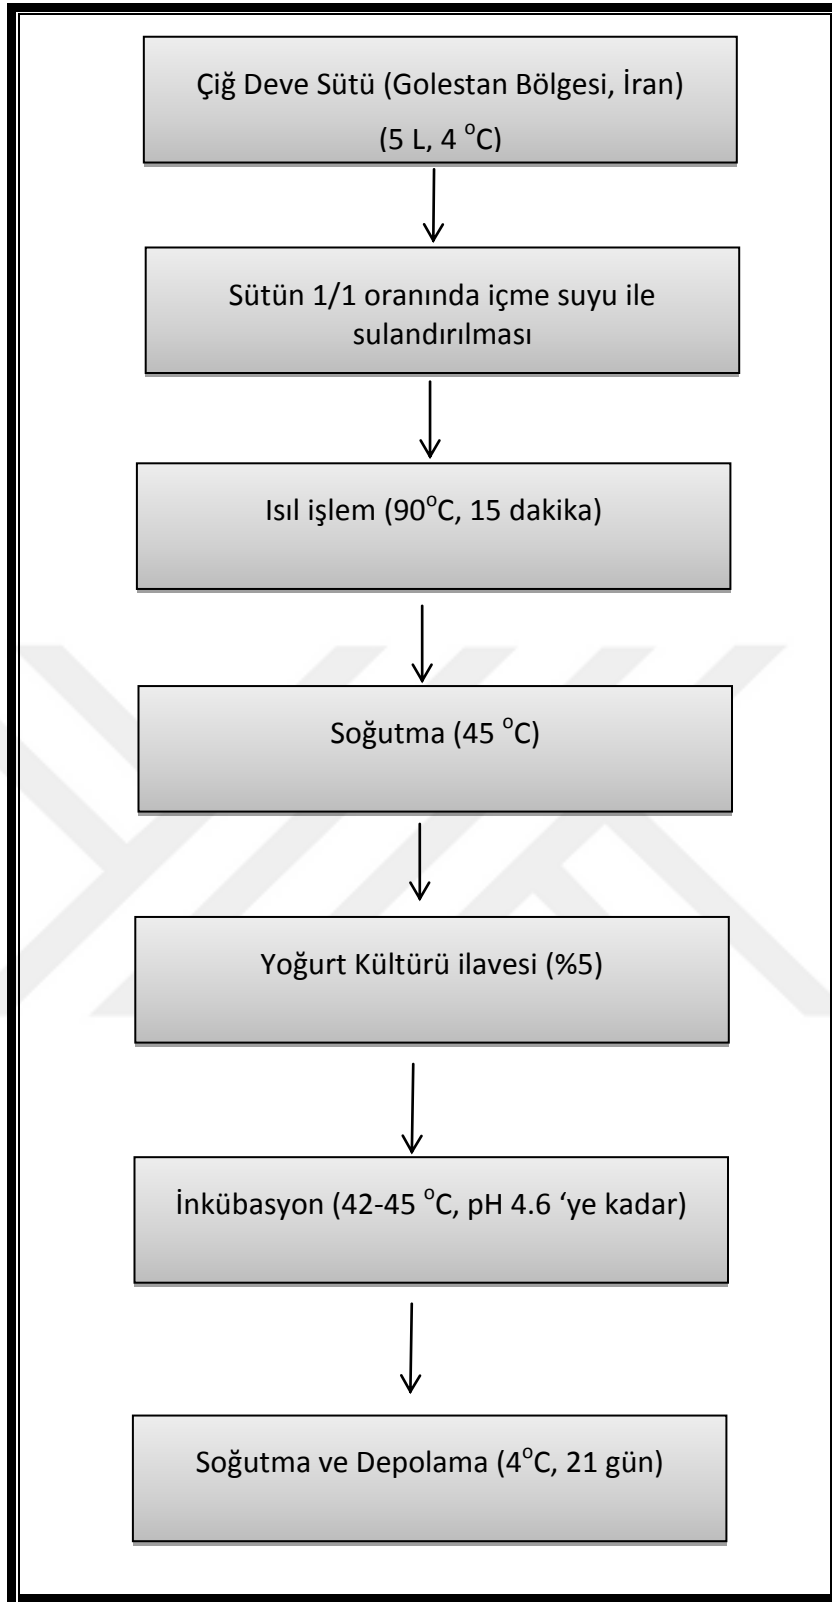 Çiğ Deve Sütü (Golestan Bölgesi, İran)
(5 L, 4 °C)
Sütün 1/1 oranında içme suyu ile
sulandırılması
Isıl işlem (90°C, 15 dakika)
Soğutma (45 °C)
Yoğurt Kültürü ilavesi (%5)
İnkübasyon (42-45 °C, pH 4.6 ‘ye kadar)
Soğutma ve Depolama (4°C, 21 gün)